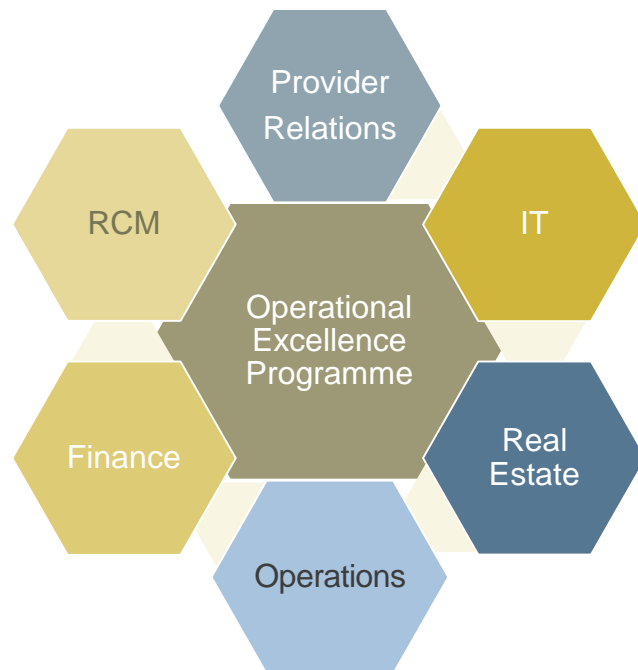 Provider
Relations
RCM
IT
Operational
Excellence
Programme
Finance
Real
Estate
Operations